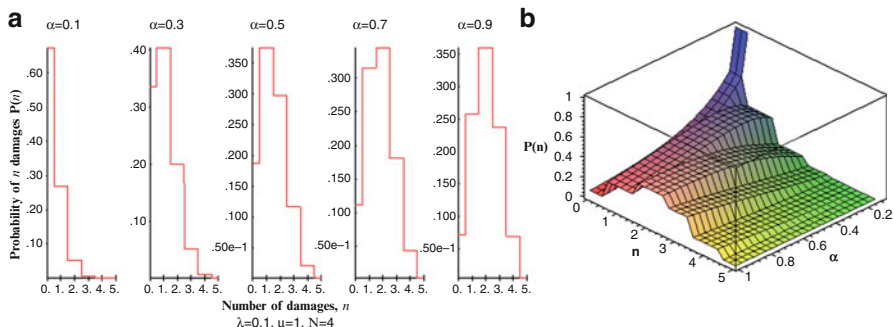 a
α=0.1
α=0.3
α=0.5
α=0.7
α=0.9
Probability of n damages P(n)
.60
.50
.40
.30
.20
.10
0. 1. 2. 3. 4. 5.
.40
.30
.20
.10
0. 1. 2. 3. 4. 5.
.350
.300
.250
.200
.150
.100
.50e−1
0. 1. 2. 3. 4. 5.
.300
.250
.200
.150
.100
.50e−1
0. 1. 2. 3. 4. 5.
.350
.300
.250
.200
.150
.100
.50e−1
0. 1. 2. 3. 4. 5.
Number of damages, n
λ=0.1, μ=1, N=4
b
P(n)
1
0.8
0.6
0.4
0.2
0
0
1
2
3
4
5
n
1
0.8
0.6
0.4
0.2
α